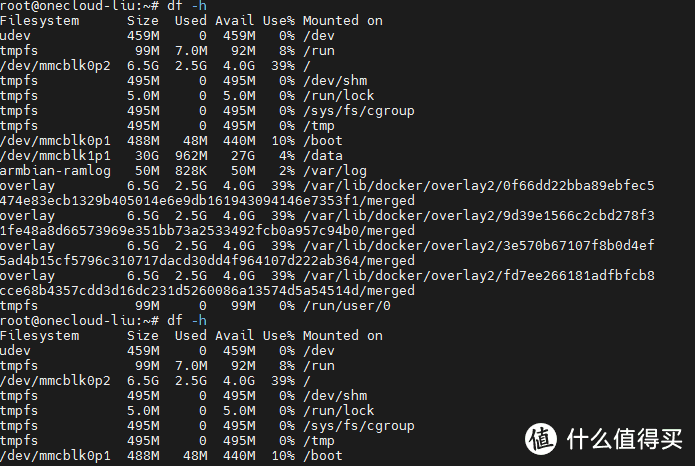 root@onecloud-liu:~# df -h
Filesystem      Size  Used Avail Use% Mounted on
udev            459M     0  459M   0% /dev
tmpfs            99M  7.0M   92M   8% /run
/dev/mmcblk0p2  6.5G  2.5G  4.0G  39% /
tmpfs           495M     0  495M   0% /dev/shm
tmpfs           5.0M     0  5.0M   0% /run/lock
tmpfs           495M     0  495M   0% /sys/fs/cgroup
tmpfs           495M     0  495M   0% /tmp
/dev/mmcblk0p1  488M   48M  440M  10% /boot
/dev/mmcblk1p1   30G  962M   27G   4% /data
armbian-ramlog   50M  828K   50M   2% /var/log
overlay         6.5G  2.5G  4.0G  39% /var/lib/docker/overlay2/0f66dd22bba89ebfec5
474e83ecb1329b405014e6e9db161943094146e7353f1/merged
overlay         6.5G  2.5G  4.0G  39% /var/lib/docker/overlay2/9d39e1566c2cbd278f3
1fe48a8d66573969e351bb73a2533492fcb0a957c94b0/merged
overlay         6.5G  2.5G  4.0G  39% /var/lib/docker/overlay2/3e570b67107f8b0d4ef
5ad4b15cf5796c310717dacd30dd4f964107d222ab364/merged
overlay         6.5G  2.5G  4.0G  39% /var/lib/docker/overlay2/fd7ee266181adfbfcb8
cce68b4357cdd3d16dc231d5260086a13574d5a54514d/merged
tmpfs            99M     0   99M   0% /run/user/0
root@onecloud-liu:~# df -h
Filesystem      Size  Used Avail Use% Mounted on
udev            459M     0  459M   0% /dev
tmpfs            99M  7.0M   92M   8% /run
/dev/mmcblk0p2  6.5G  2.5G  4.0G  39% /
tmpfs           495M     0  495M   0% /dev/shm
tmpfs           5.0M     0  5.0M   0% /run/lock
tmpfs           495M     0  495M   0% /sys/fs/cgroup
tmpfs           495M     0  495M   0% /tmp
/dev/mmcblk0p1  488M   48M  440M  10% /boot
值 什么值得买